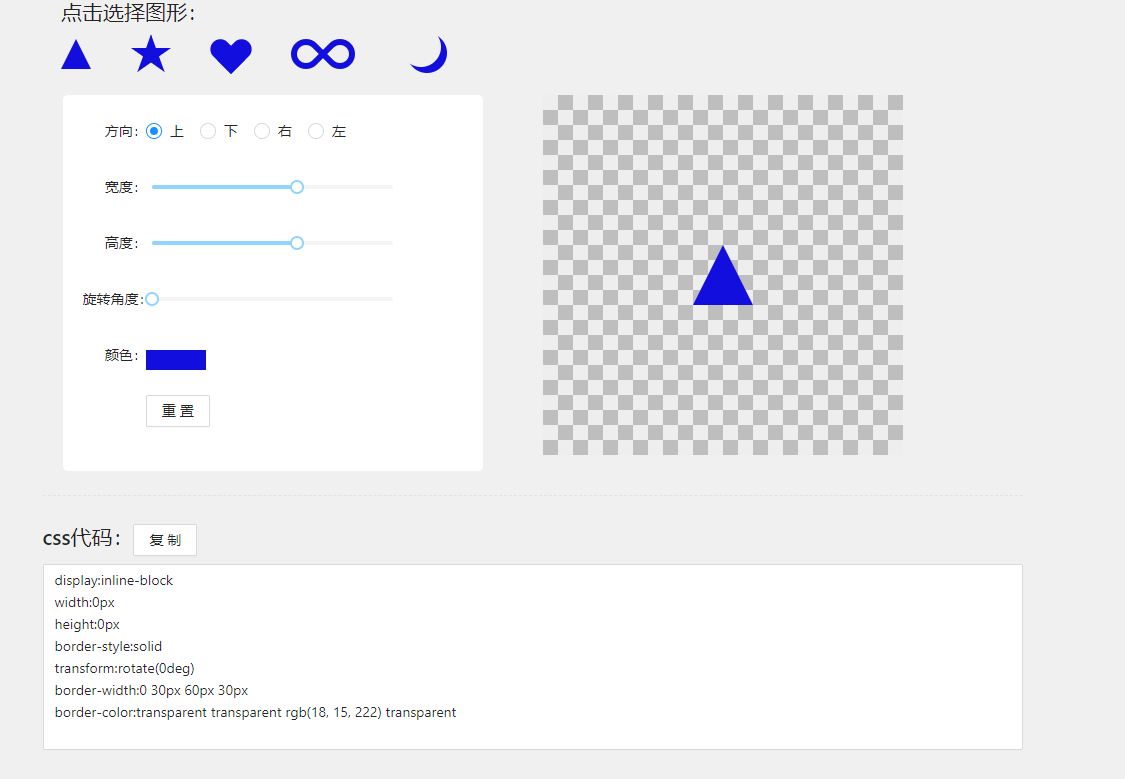 点击选择图形：
方向： 上 下 右 左
宽度：
高度：
旋转角度：
颜色：
重 置
css代码： 复 制
display:inline-block
width:0px
height:0px
border-style:solid
transform:rotate(0deg)
border-width:0 30px 60px 30px
border-color:transparent transparent rgb(18, 15, 222) transparent